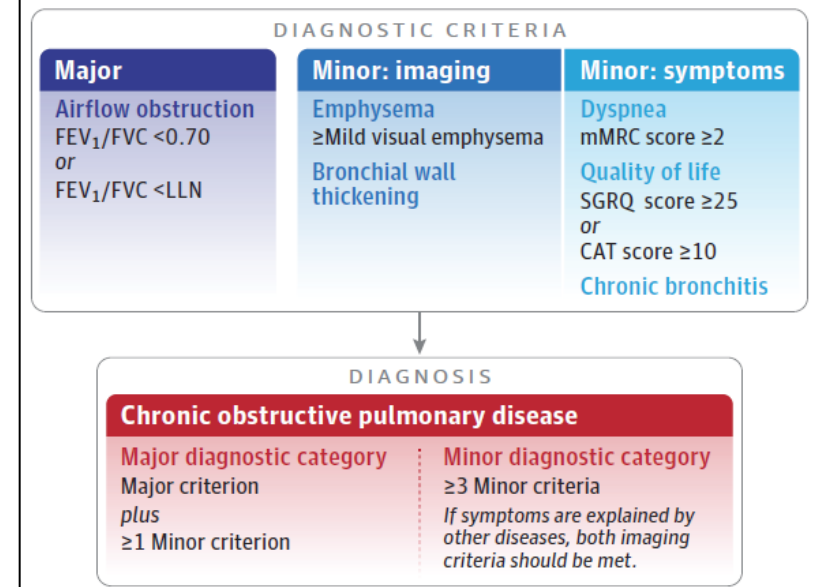 DIAGNOSTIC CRITERIA
Major
Airflow obstruction
FEV₁/FVC <0.70
or
FEV₁/FVC <LLN
Minor: imaging
Emphysema
≥Mild visual emphysema
Bronchial wall
thickening
Minor: symptoms
Dyspnea
mMRC score ≥2
Quality of life
SGRQ score ≥25
or
CAT score ≥10
Chronic bronchitis
DIAGNOSIS
Chronic obstructive pulmonary disease
Major diagnostic category
Major criterion
plus
≥1 Minor criterion
Minor diagnostic category
≥3 Minor criteria
If symptoms are explained by
other diseases, both imaging
criteria should be met.